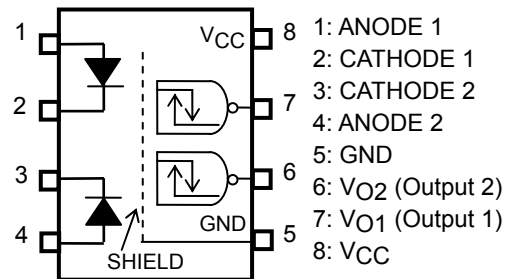 1
2
3
4
VCC
GND
SHIELD
8
7
6
5
1: ANODE 1
2: CATHODE 1
3: CATHODE 2
4: ANODE 2
5: GND
6: VO2 (Output 2)
7: VO1 (Output 1)
8: VCC